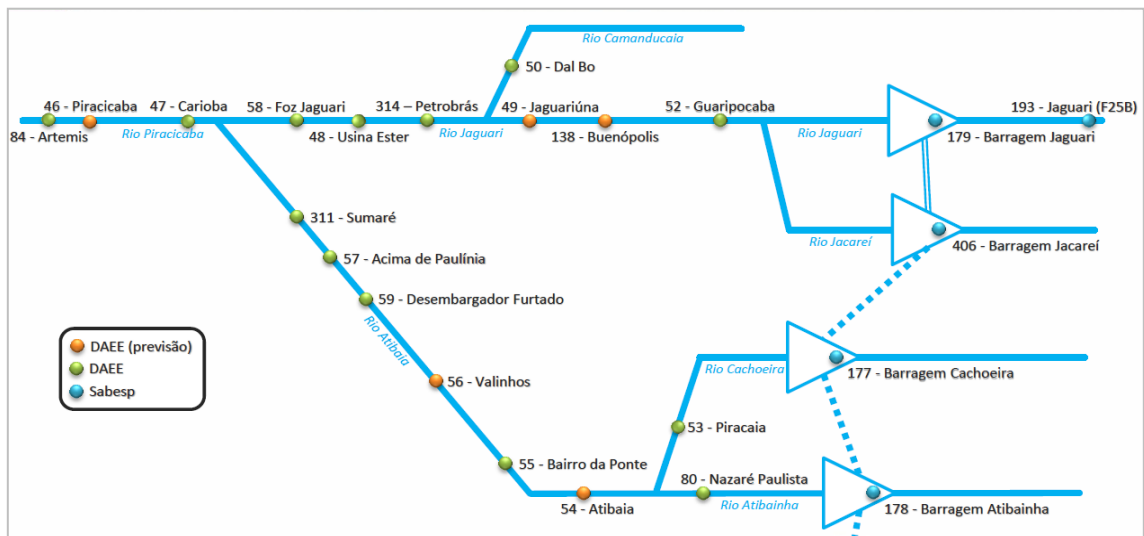 Rio Camanducaia
50 - Dal Bo
46 - Piracicaba
47 - Carioba
58 - Foz Jaguari
314 – Petrobrás
49 - Jaguariúna
52 - Guaripocaba
193 - Jaguari (F25B)
84 - Artemis
Rio Piracicaba
48 - Usina Ester
Rio Jaguari
138 - Buenópolis
Rio Jaguari
179 - Barragem Jaguari
311 - Sumaré
Rio Jacareí
406 - Barragem Jacareí
57 - Acima de Paulínia
59 - Desembargador Furtado
Rio Atibaia
DAEE (previsão)
DAEE
Sabesp
56 - Valinhos
Rio Cachoeira
177 - Barragem Cachoeira
53 - Piracaia
55 - Bairro da Ponte
80 - Nazaré Paulista
54 - Atibaia
Rio Atibainha
178 - Barragem Atibainha